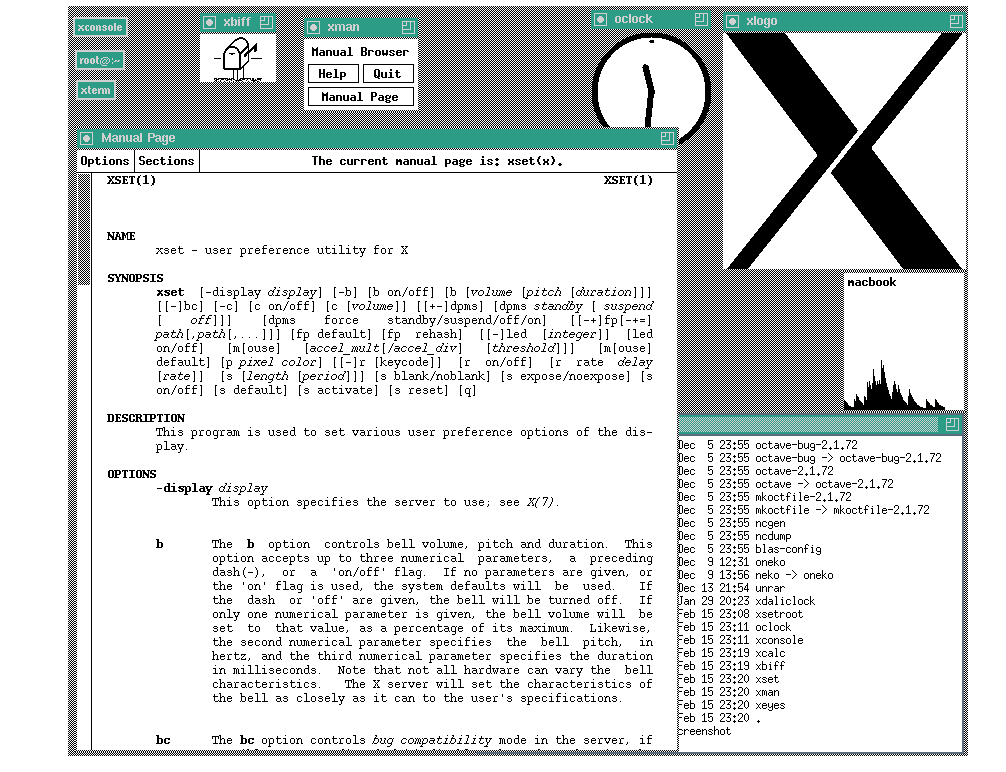 xconsole
root@:~
xterm
xbiff
xman
Manual Browser
Help Quit
Manual Page
oclock
xlogo
macbook
Manual Page
Options Sections The current manual page is: xset(x).
XSET(1) XSET(1)
NAME
xset - user preference utility for X
SYNOPSIS
xset [-display display] [-b] [b on/off] [b [volume [pitch [duration]]]
[[-]bc] [-c] [c on/off] [c [volume]] [[+-]dpms] [dpms standby [ suspend
[ off]]] [dpms force standby/suspend/off/on] [[-+]fp[-+=]
path[,path[,...]]] [fp default] [fp rehash] [[-]led [integer]] [led
on/off] [m[ouse] [accel_mult[/accel_div] [threshold]]] [m[ouse]
default] [p pixel color] [[-]r [keycode]] [r on/off] [r rate delay
[rate]] [s [length [period]]] [s blank/noblank] [s expose/noexpose] [s
on/off] [s default] [s activate] [s reset] [q]
DESCRIPTION
This program is used to set various user preference options of the dis-
play.
OPTIONS
-display display
This option specifies the server to use; see X(7).
b The b option controls bell volume, pitch and duration. This
option accepts up to three numerical parameters, a preceding
dash(-), or a 'on/off' flag. If no parameters are given, or
the 'on' flag is used, the system defaults will be used. If
the dash or 'off' are given, the bell will be turned off. If
only one numerical parameter is given, the bell volume will be
set to that value, as a percentage of its maximum. Likewise,
the second numerical parameter specifies the bell pitch, in
hertz, and the third numerical parameter specifies the duration
in milliseconds. Note that not all hardware can vary the bell
characteristics. The X server will set the characteristics of
the bell as closely as it can to the user's specifications.
bc The bc option controls bug compatibility mode in the server, if
Dec 5 23:55 octave-bug-2.1.72
Dec 5 23:55 octave-bug -> octave-bug-2.1.72
Dec 5 23:55 octave-2.1.72
Dec 5 23:55 octave -> octave-2.1.72
Dec 5 23:55 mkoctfile-2.1.72
Dec 5 23:55 mkoctfile -> mkoctfile-2.1.72
Dec 5 23:55 ncgen
Dec 5 23:55 ncdump
Dec 5 23:55 blas-config
Dec 9 12:31 oneko
Dec 9 13:56 neko -> oneko
Dec 13 21:54 unrar
Jan 29 20:23 xdaliclock
Feb 15 23:08 xsetroot
Feb 15 23:11 oclock
Feb 15 23:11 xconsole
Feb 15 23:19 xcalc
Feb 15 23:19 xbiff
Feb 15 23:20 xset
Feb 15 23:20 xman
Feb 15 23:20 xeyes
Feb 15 23:20 .
creenshot